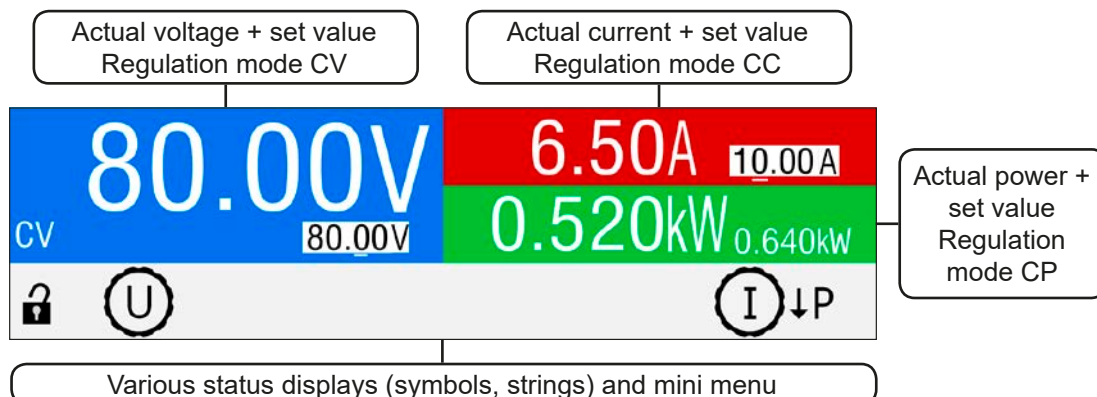 Actual voltage + set value
Regulation mode CV
Actual current + set value
Regulation mode CC
80.00V
CV
80.00V
6.50A
10.00A
0.520kW
0.640kW
Actual power +
set value
Regulation
mode CP
U
I
↓P
Various status displays (symbols, strings) and mini menu